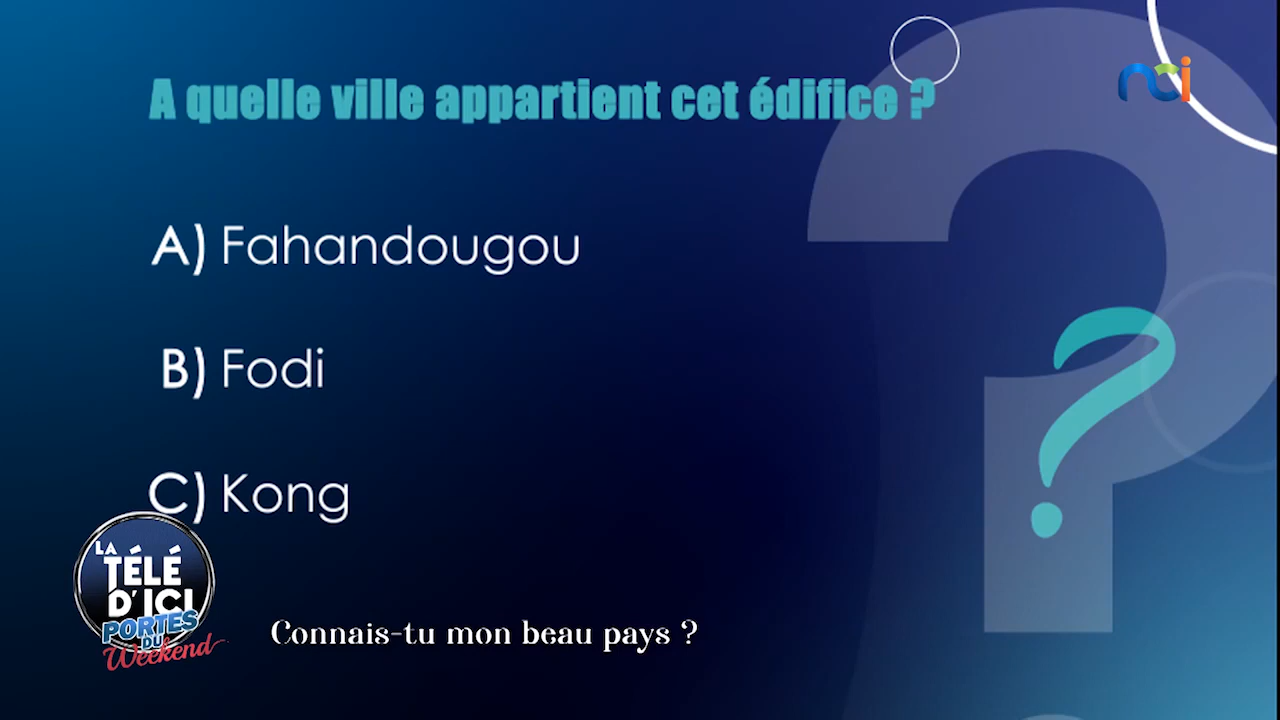 A quelle ville appartient cet édifice ?
nci
A) Fahandougou
B) Fodi
C) Kong
LA
TÉLÉ
D'ICI
PORTES
DU
Weekend
Connais-tu mon beau pays ?